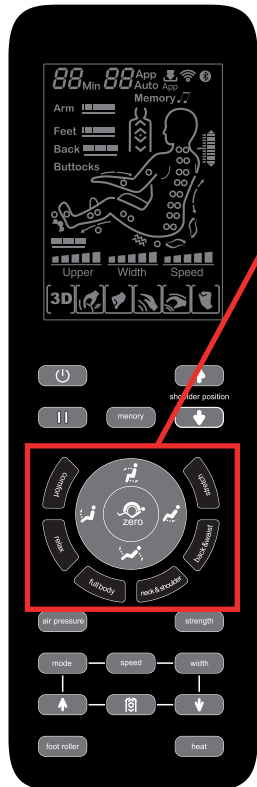 88 Min 88 App Auto App
Memory
Arm
Feet
Back
Buttocks
Upper Width Speed
3D
shoulder position
menory
comfort
stretch
relax
zero
back&waist
full body
neck & shoulder
air pressure
strength
mode
speed
width
foot roller
heat